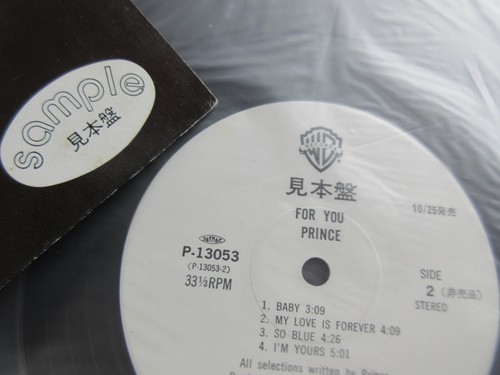 sample
見本盤
見本盤
10/25発売
FOR YOU
PRINCE
P-13053
(P-13053-2)
33⅓RPM
SIDE
2 (非売品)
STEREO
1. BABY 3:09
2. MY LOVE IS FOREVER 4:09
3. SO BLUE 4:26
4. I'M YOURS 5:01
All selections written by Prince